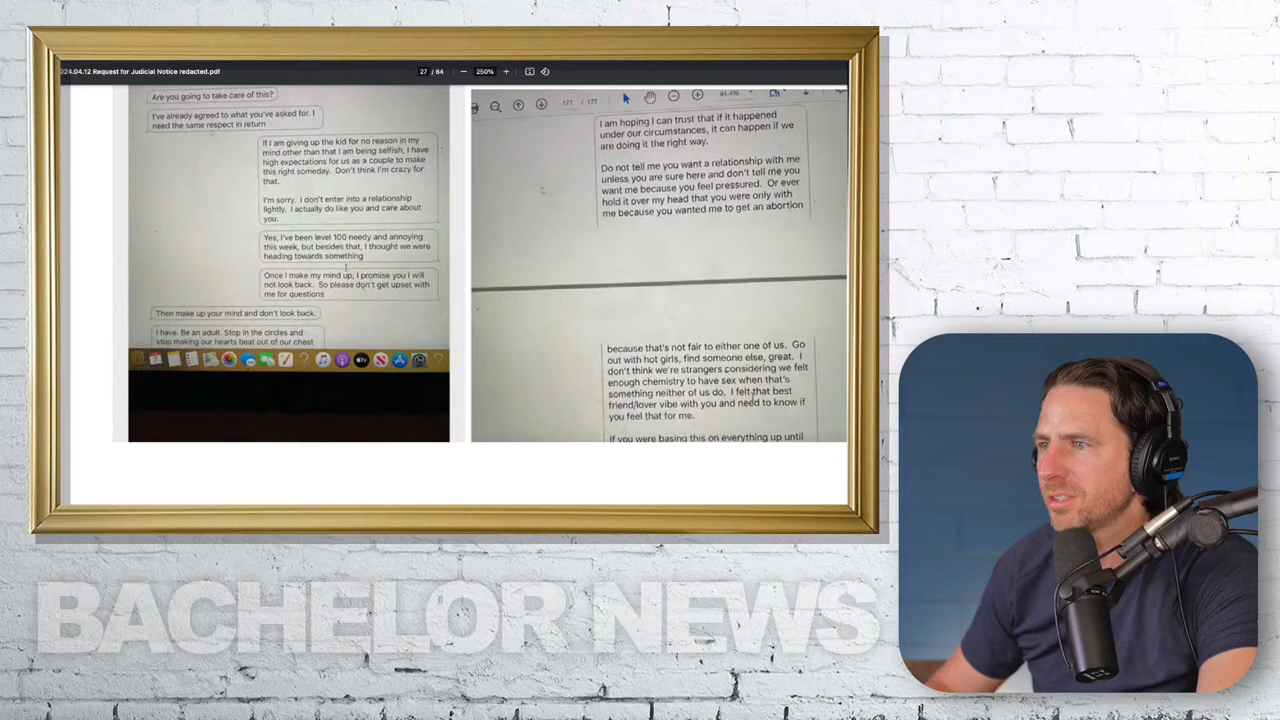 024.04.12 Request for Judicial Notice redacted.pdf
27 / 84
250%
Are you going to take care of this?
I've already agreed to what you've asked for. I
need the same respect in return
If I am giving up the kid for no reason in my
mind other than that I am being selfish, I have
high expectations for us as a couple to make
this right someday. Don't think I'm crazy for
that.
I'm sorry. I don't enter into a relationship
lightly. I actually do like you and care about
you.
Yes, I've been level 100 needy and annoying
this week, but besides that, I thought we were
heading towards something
Once I make my mind up, I promise you I will
not look back. So please don't get upset with
me for questions
Then make up your mind and don't look back.
I have. Be an adult. Stop in the circles and
stop making our hearts beat out of our chest
171 / 177
I am hoping I can trust that if it happened
under our circumstances, it can happen if we
are doing it the right way.
Do not tell me you want a relationship with me
unless you are sure here and don't tell me you
want me because you feel pressured. Or ever
hold it over my head that you were only with
me because you wanted me to get an abortion
because that's not fair to either one of us. Go
out with hot girls, find someone else, great. I
don't think we're strangers considering we felt
enough chemistry to have sex when that's
something neither of us do. I felt that best
friend/lover vibe with you and need to know if
you feel that for me.
If you were basing this on everything up until
BACHELOR NEWS